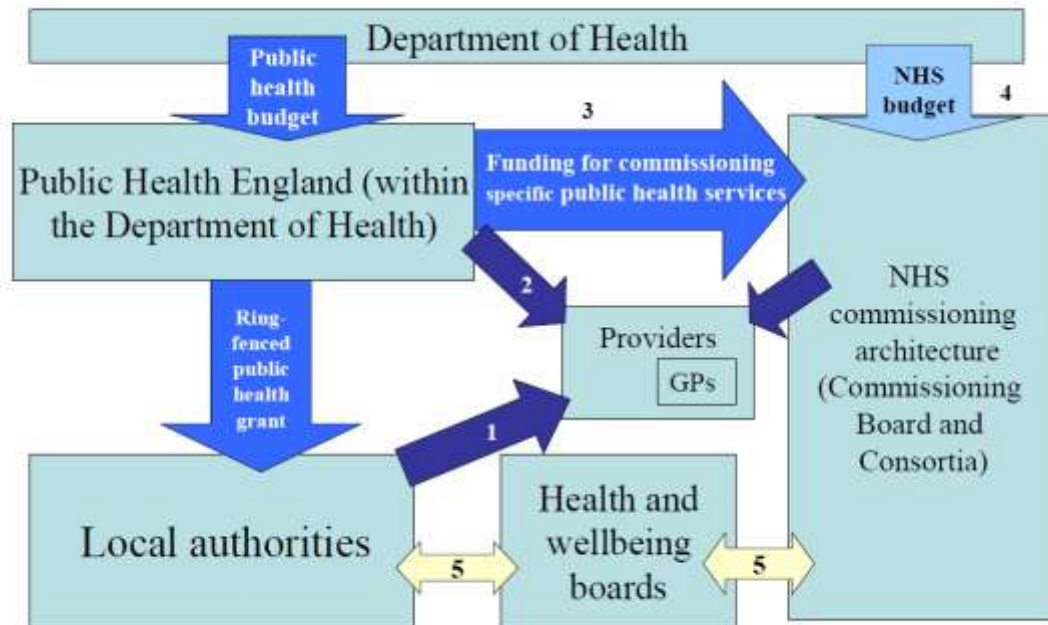 Department of Health
Public
health
budget
NHS
budget
4
3
Public Health England (within
the Department of Health)
Funding for commissioning
specific public health services
2
Ring-
fenced
public
health
grant
Providers
GPs
NHS
commissioning
architecture
(Commissioning
Board and
Consortia)
1
Local authorities
Health and
wellbeing
boards
5
5